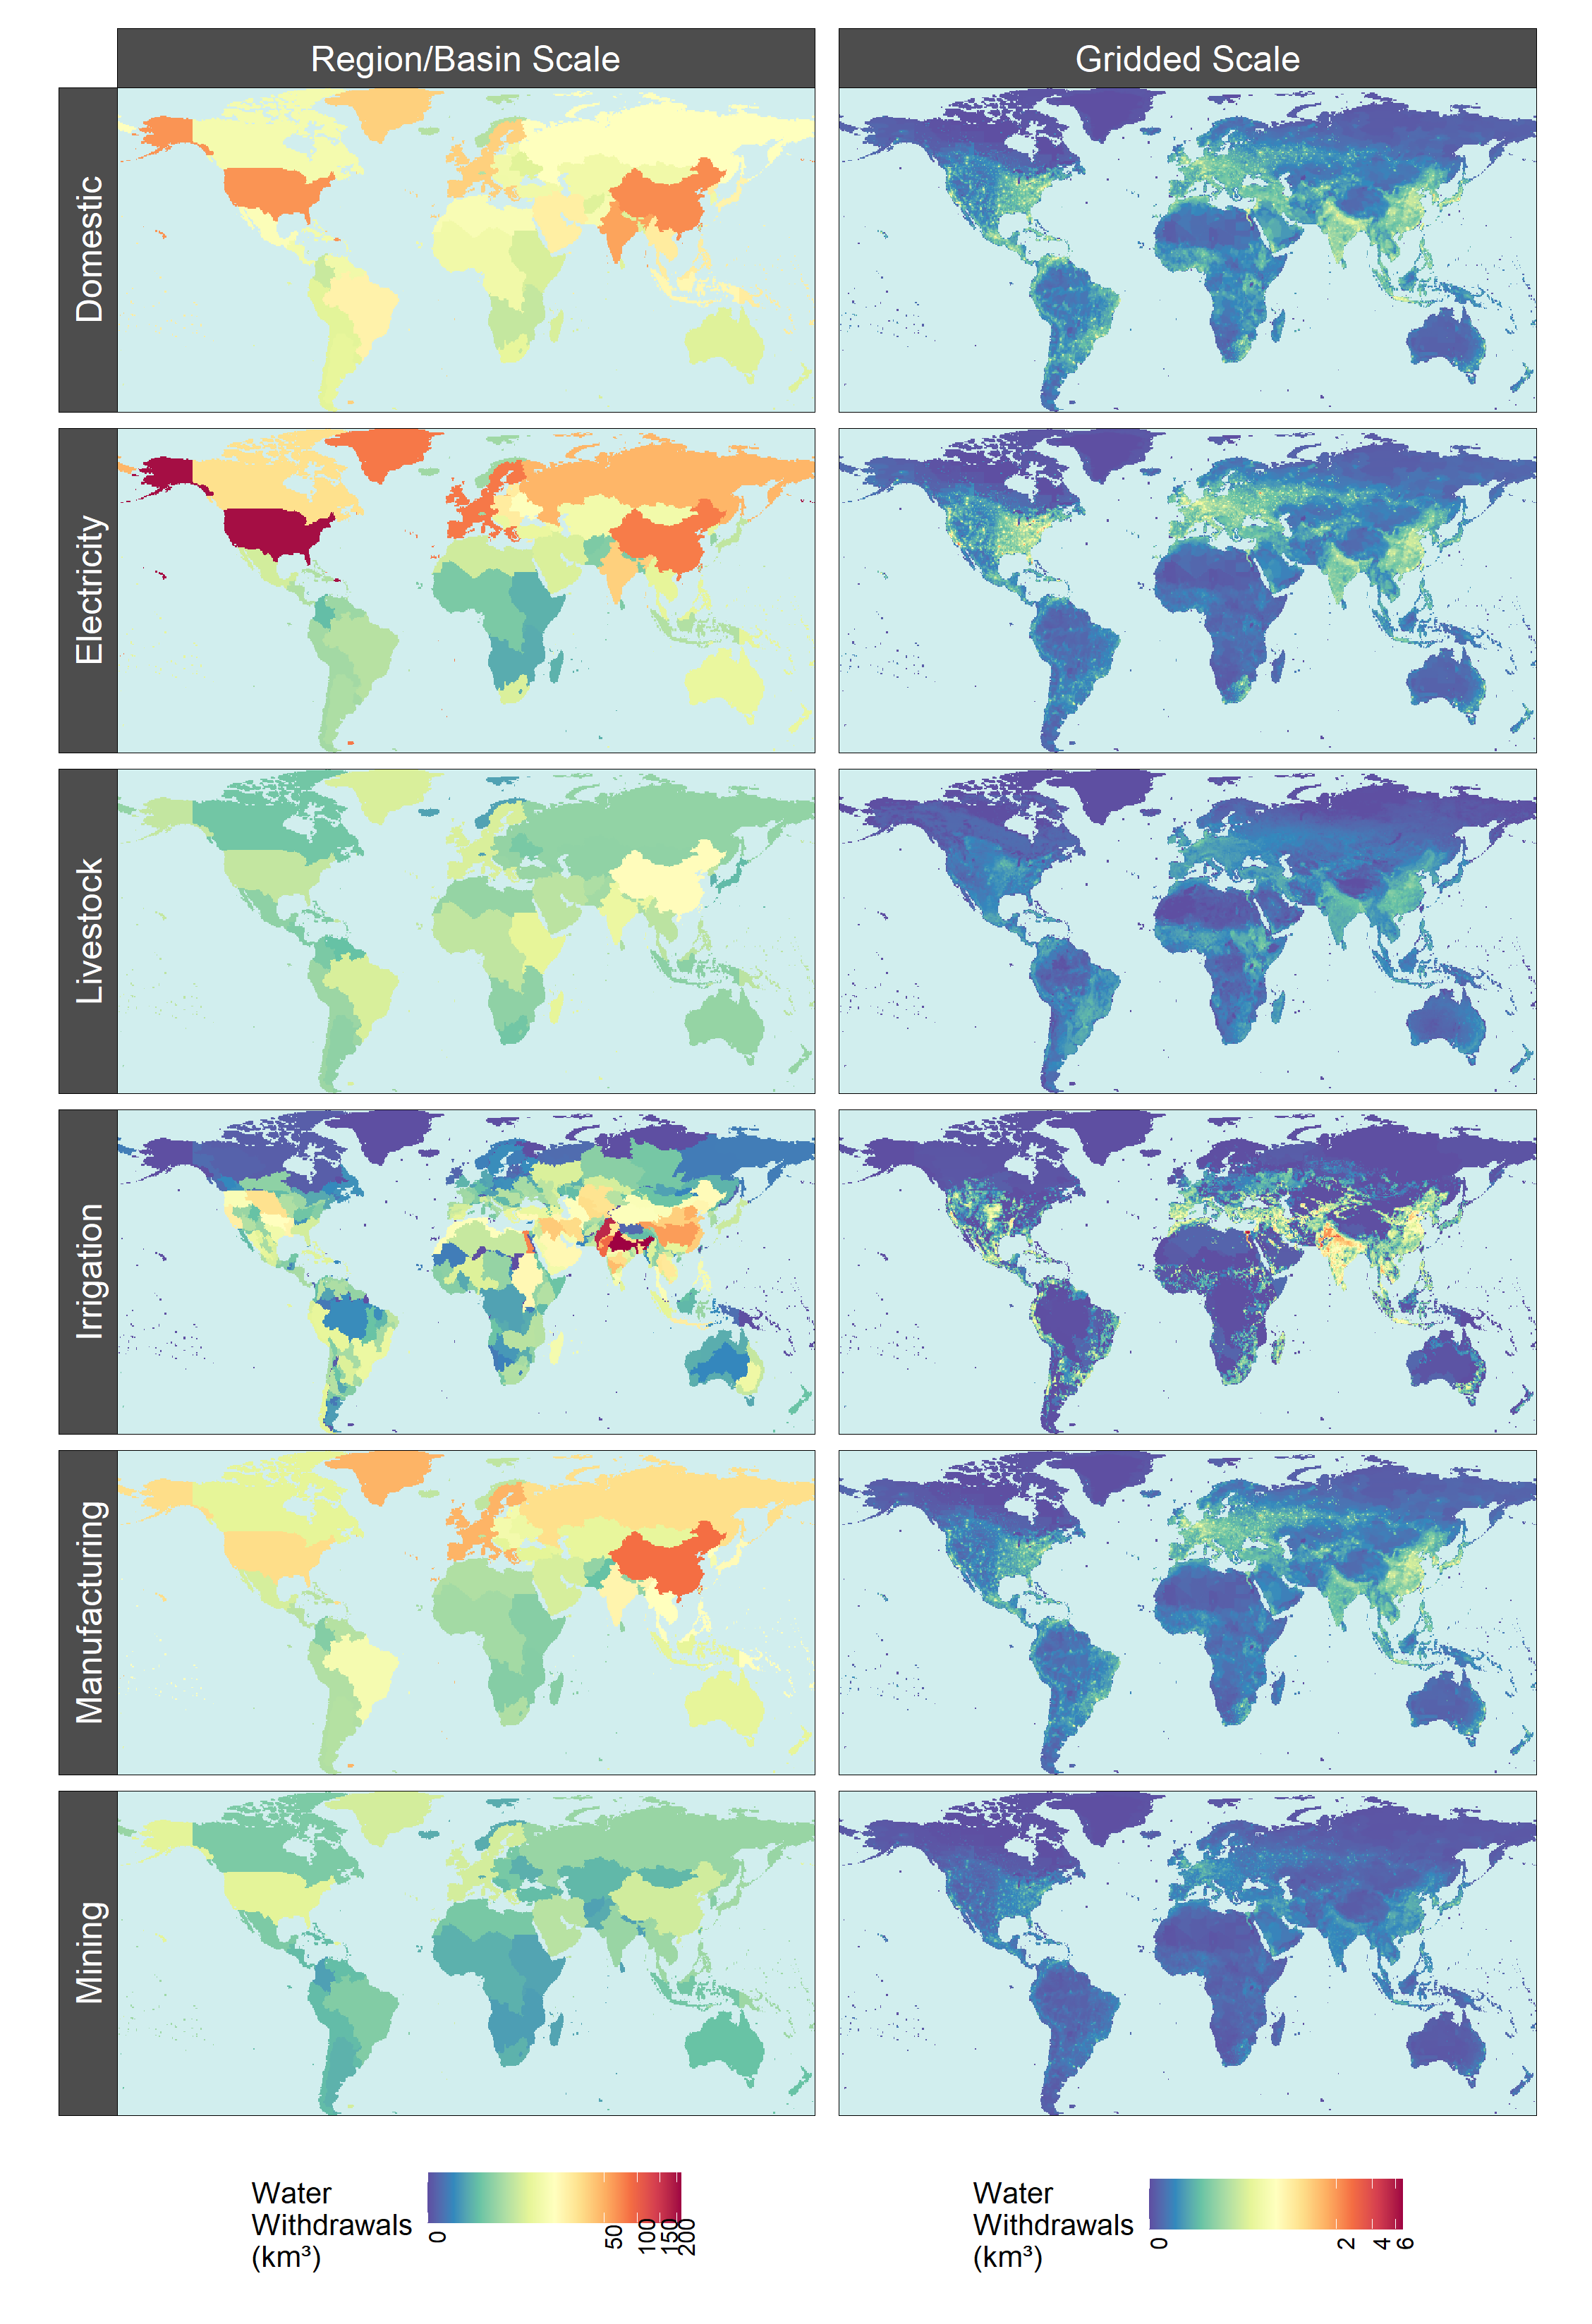 Region/Basin Scale
Gridded Scale
Domestic
Electricity
Livestock
Irrigation
Manufacturing
Mining
Water
Withdrawals
(km³)
0
50
100
150
200
Water
Withdrawals
(km³)
0
2
4
6